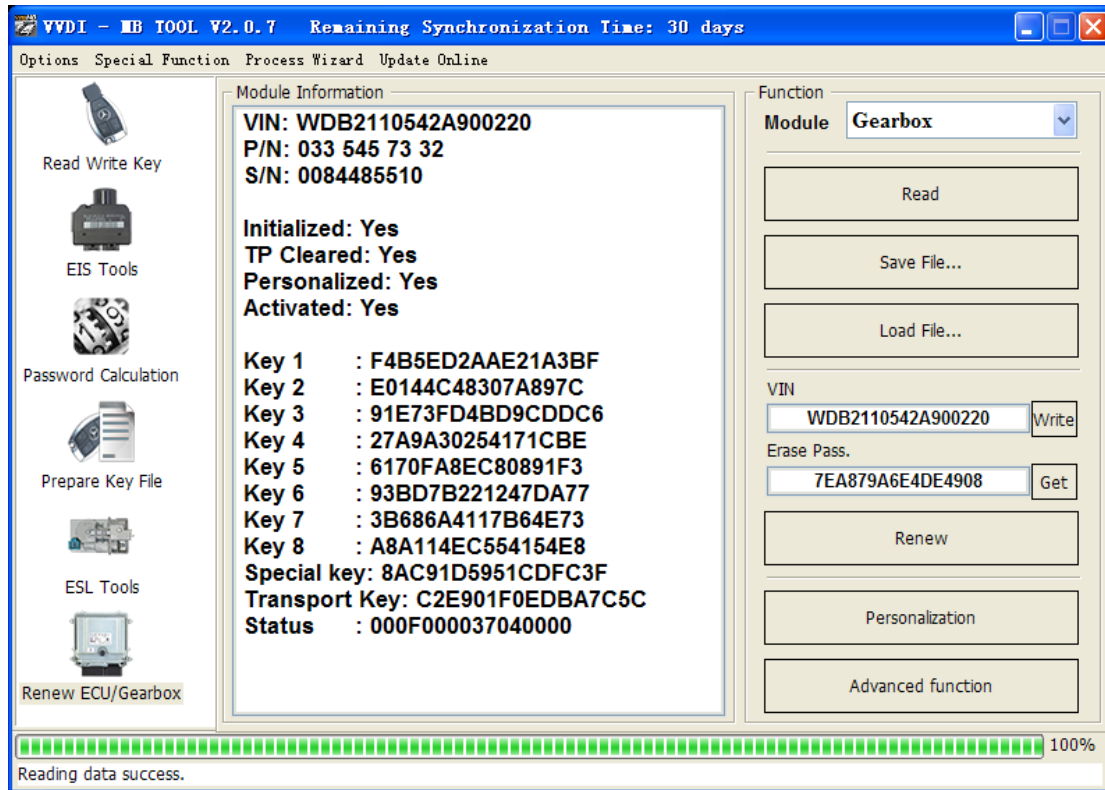 VVDI - MB TOOL V2.0.7 Remaining Synchronization Time: 30 days
Options Special Function Process Wizard Update Online
Read Write Key
EIS Tools
Password Calculation
Prepare Key File
ESL Tools
Renew ECU/Gearbox
Module Information
VIN: WDB2110542A900220
P/N: 033 545 73 32
S/N: 0084485510
Initialized: Yes
TP Cleared: Yes
Personalized: Yes
Activated: Yes
Key 1 : F4B5ED2AAE21A3BF
Key 2 : E0144C48307A897C
Key 3 : 91E73FD4BD9CDDC6
Key 4 : 27A9A30254171CBE
Key 5 : 6170FA8EC80891F3
Key 6 : 93BD7B221247DA77
Key 7 : 3B686A4117B64E73
Key 8 : A8A114EC554154E8
Special key: 8AC91D5951CDFC3F
Transport Key: C2E901F0EDBA7C5C
Status : 000F000037040000
Function
Module Gearbox
Read
Save File...
Load File...
VIN
WDB2110542A900220 Write
Erase Pass.
7EA879A6E4DE4908 Get
Renew
Personalization
Advanced function
100%
Reading data success.